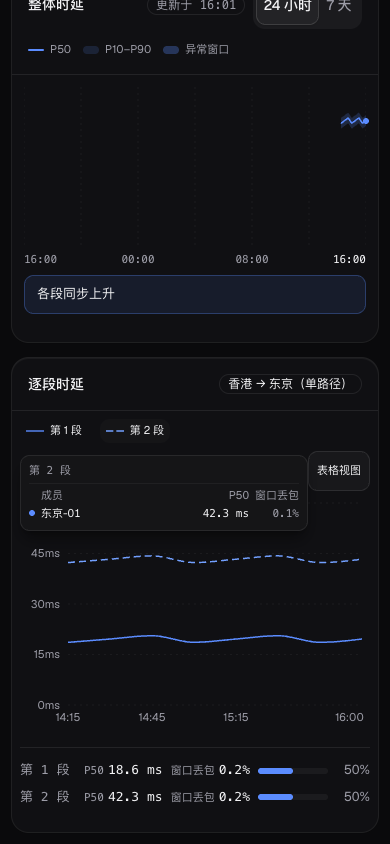 整体时延 更新于 16:01 24 小时 7 天
P50 P10–P90 异常窗口
16:00 00:00 08:00 16:00
各段同步上升
逐段时延 香港 → 东京（单路径）
第 1 段 第 2 段
第 2 段 表格视图
成员 P50 窗口丢包
东京-01 42.3 ms 0.1%
45ms
30ms
15ms
0ms
14:15 14:45 15:15 16:00
第 1 段 P50 18.6 ms 窗口丢包 0.2% 50%
第 2 段 P50 42.3 ms 窗口丢包 0.2% 50%